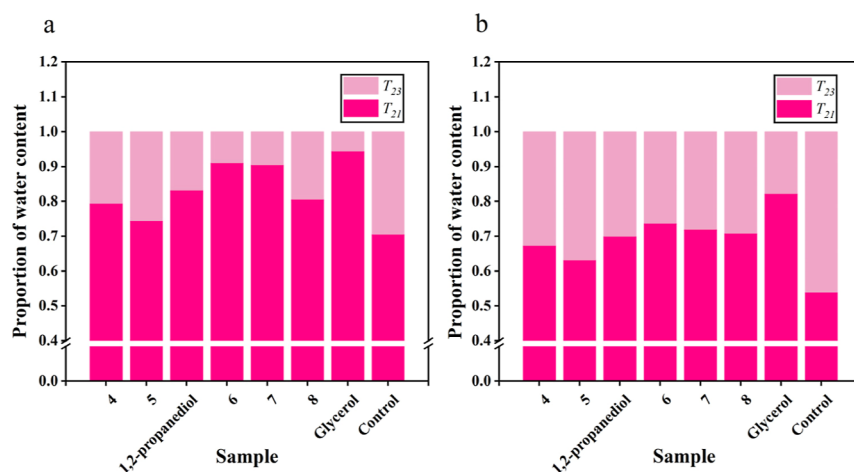 a
1.2
1.1
1.0
0.9
0.8
0.7
0.6
0.5
0.4
0.0
Proportion of water content
T23
T21
4
5
1,2-propanediol
6
7
8
Glycerol
Control
Sample
b
1.2
1.1
1.0
0.9
0.8
0.7
0.6
0.5
0.4
0.0
Proportion of water content
T23
T21
4
5
1,2-propanediol
6
7
8
Glycerol
Control
Sample